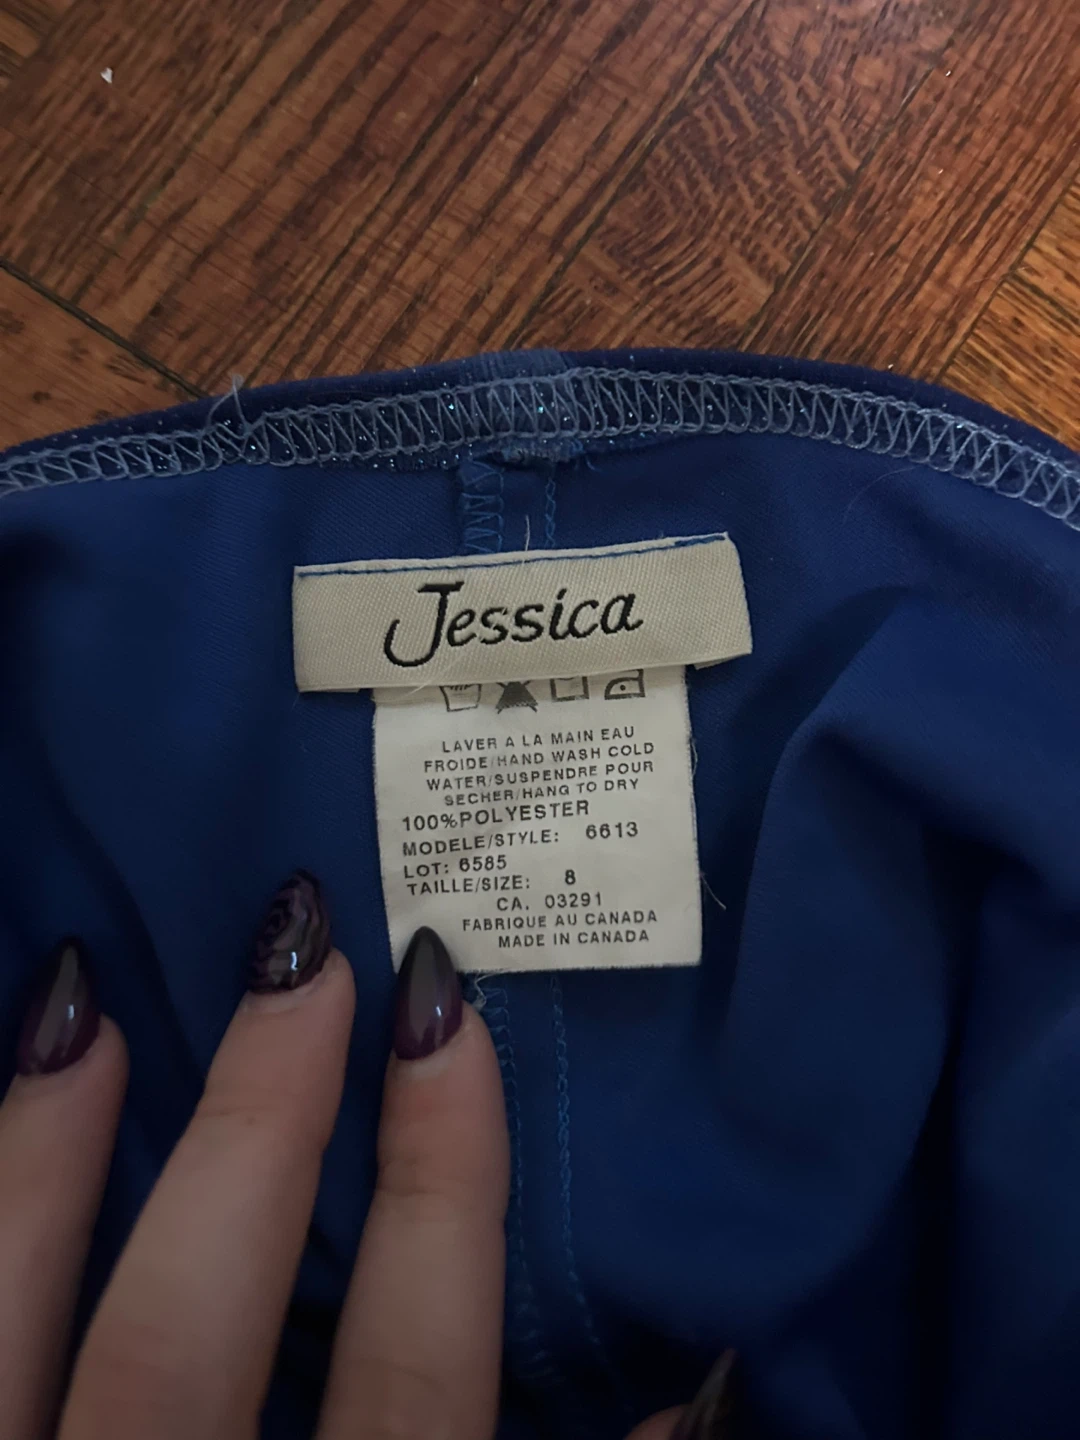 Jessica
LAVER A LA MAIN EAU
FROIDE/HAND WASH COLD
WATER/SUSPENDRE POUR
SECHER/HANG TO DRY
100%POLYESTER
MODELE/STYLE: 6613
LOT: 6585
TAILLE/SIZE: 8
CA. 03291
FABRIQUE AU CANADA
MADE IN CANADA